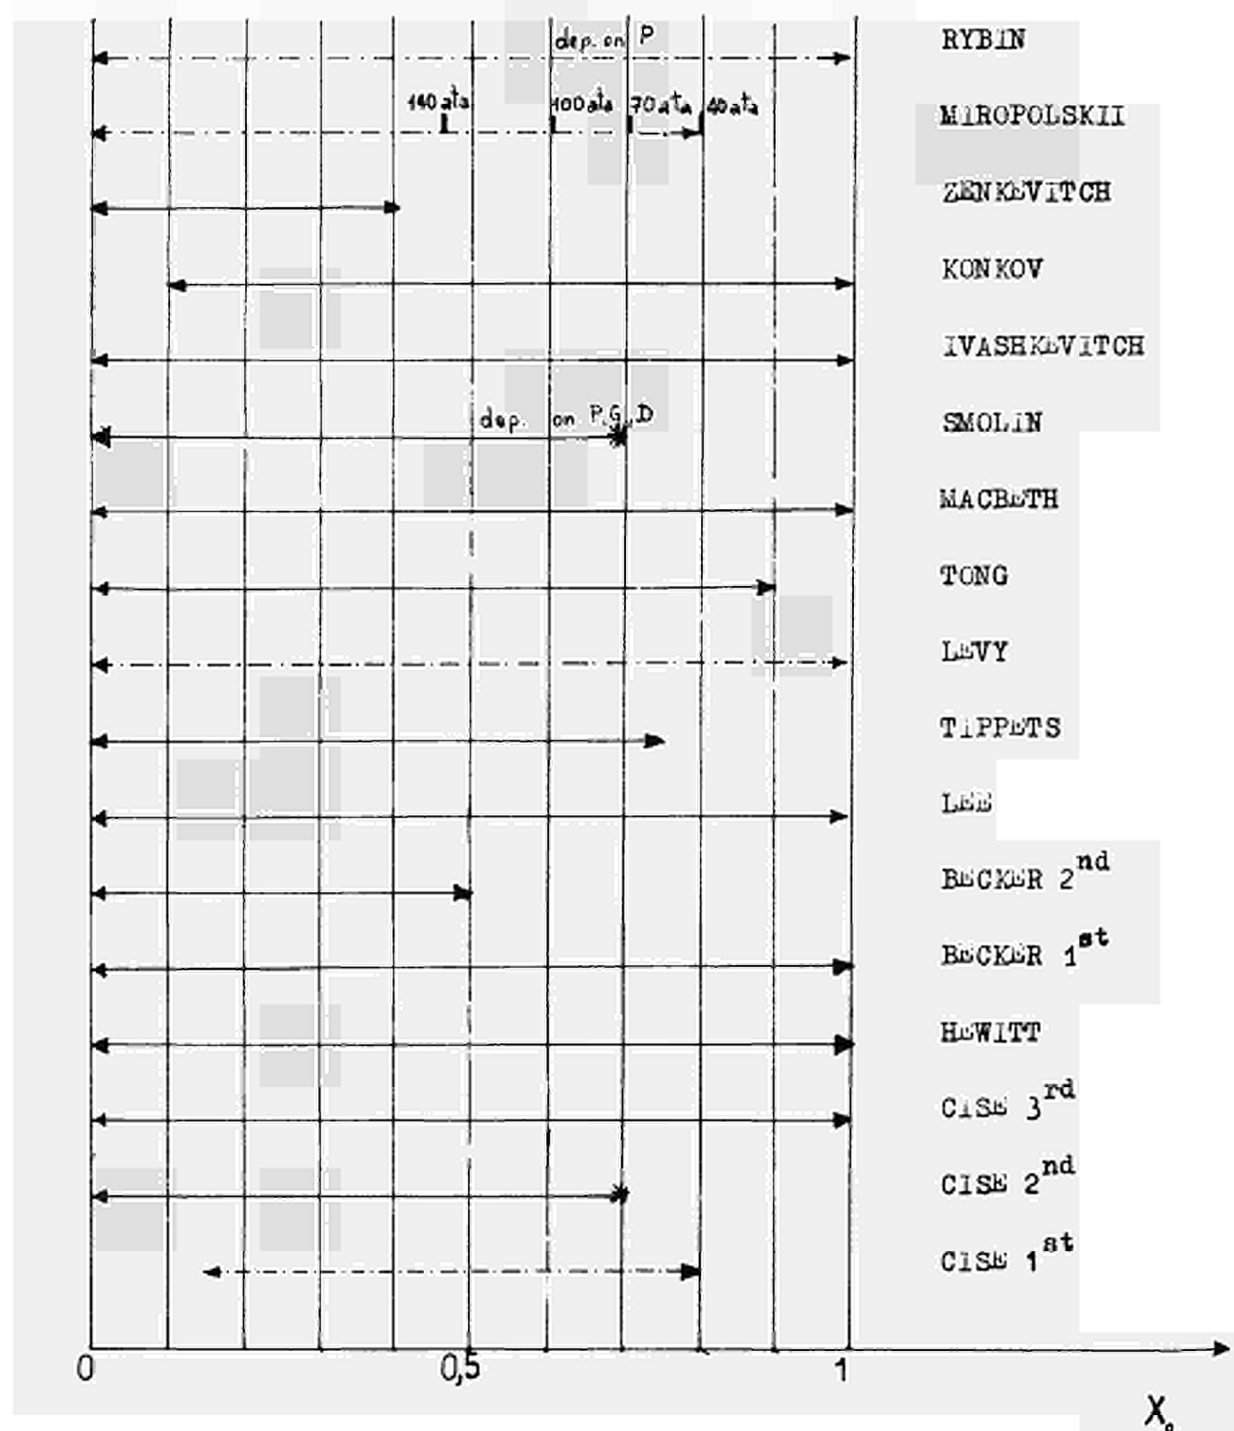 dep. on P RYBIN
140 ata 100 ata 70 ata 40 ata MIROPOLSKII
ZENKEVITCH
KONKOV
IVASHKEVITCH
dep. on P,G,D SMOLIN
MACBETH
TONG
LEVY
TIPPETS
LEE
BECKER 2nd
BECKER 1st
HEWITT
CISE 3rd
CISE 2nd
CISE 1st
0 0,5 1
X₀